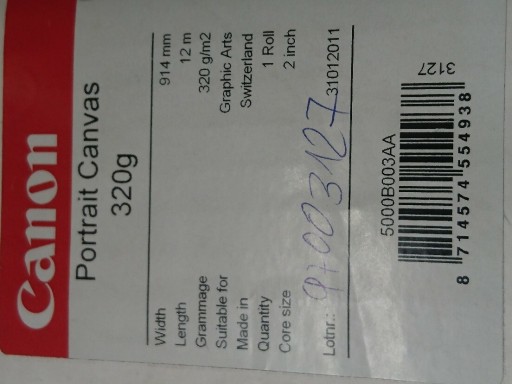 Canon
Portrait Canvas
320g
Width 914 mm
Length 12 m
Grammage 320 g/m2
Suitable for Graphic Arts
Made in Switzerland
Quantity 1 Roll
Core size 2 inch
Lotnr.: 97003127 31012011
5000B003AA
3127
8 714574 554938